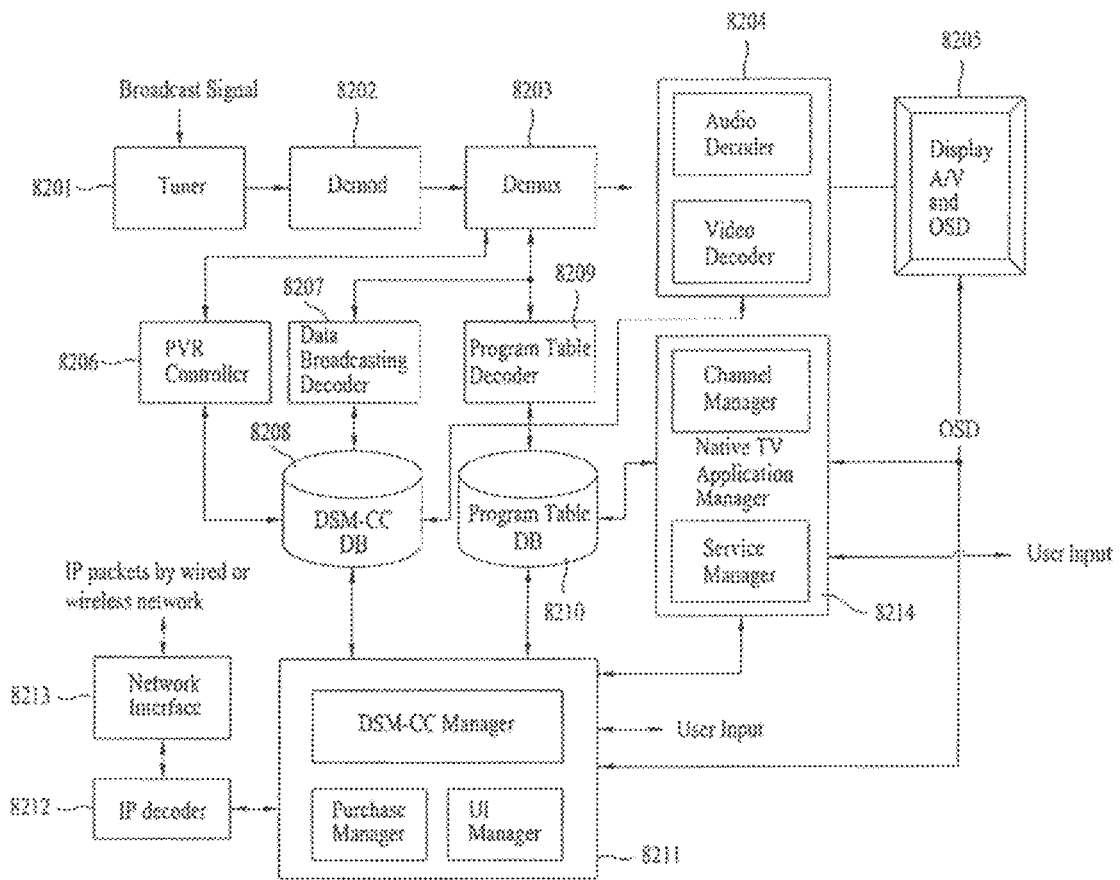 8204
8205
Broadcast Signal
8202
8203
8201
Tuner
Demod
Demux
Audio
Decoder
Video
Decoder
Display
A/V
and
OSD
8207
8209
8206
PVR
Controller
Data
Broadcasting
Decoder
Program Table
Decoder
Channel
Manager
Native TV
Application
Manager
Service
Manager
8214
OSD
User input
8208
DSM-CC
DB
Program Table
DB
8210
IP packets by wired or
wireless network
8213
Network
Interface
8212
IP decoder
DSM-CC Manager
Purchase
Manager
UI
Manager
8211
User Input